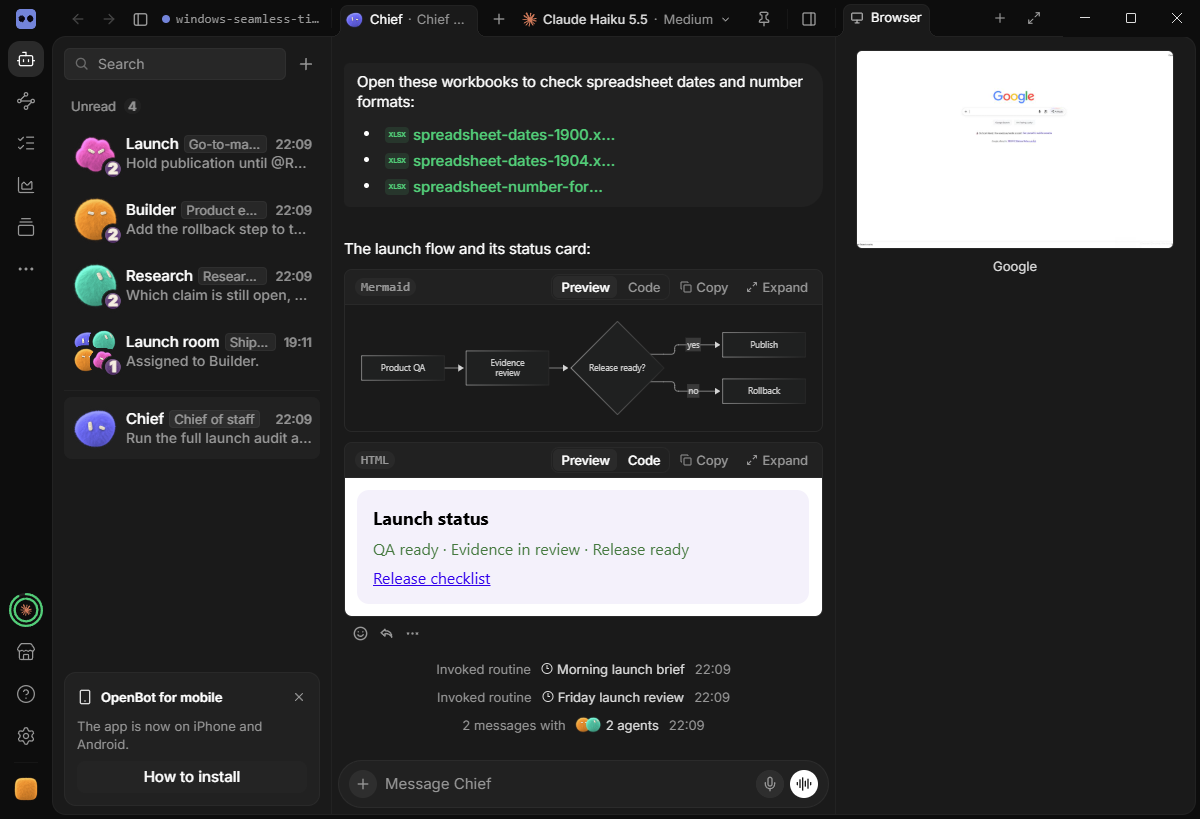 windows-seamless-ti...
Chief · Chief ...
Claude Haiku 5.5 · Medium
Browser
Search
Unread 4
Launch Go-to-ma... 22:09
Hold publication until @R...
2
Builder Product e... 22:09
Add the rollback step to t...
2
Research Resear... 22:09
Which claim is still open, ...
2
Launch room Ship... 19:11
Assigned to Builder.
1
Chief Chief of staff 22:09
Run the full launch audit a...
OpenBot for mobile
The app is now on iPhone and
Android.
How to install
Open these workbooks to check spreadsheet dates and number
formats:
• XLSX spreadsheet-dates-1900.x...
• XLSX spreadsheet-dates-1904.x...
• XLSX spreadsheet-number-for...
The launch flow and its status card:
Mermaid Preview Code Copy Expand
Product QA
Evidence
review
Release ready?
yes
Publish
no
Rollback
HTML Preview Code Copy Expand
Launch status
QA ready · Evidence in review · Release ready
Release checklist
Invoked routine Morning launch brief 22:09
Invoked routine Friday launch review 22:09
2 messages with 2 agents 22:09
Message Chief
Google
Google